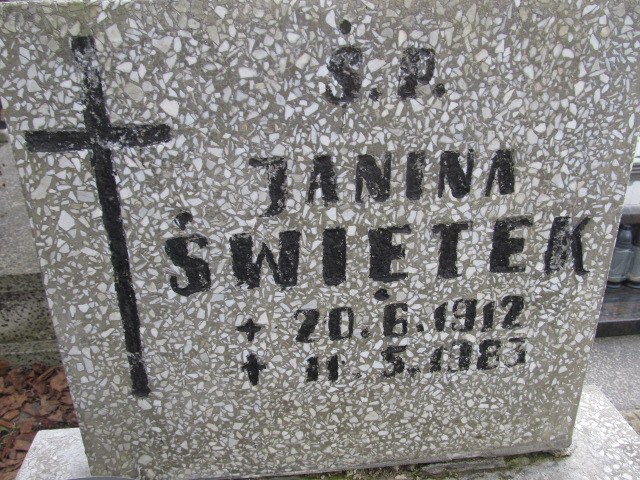 Ś.P.
JANINA
ŚWIĘTEK
+ 20.6.1912
+ 11.5.1983